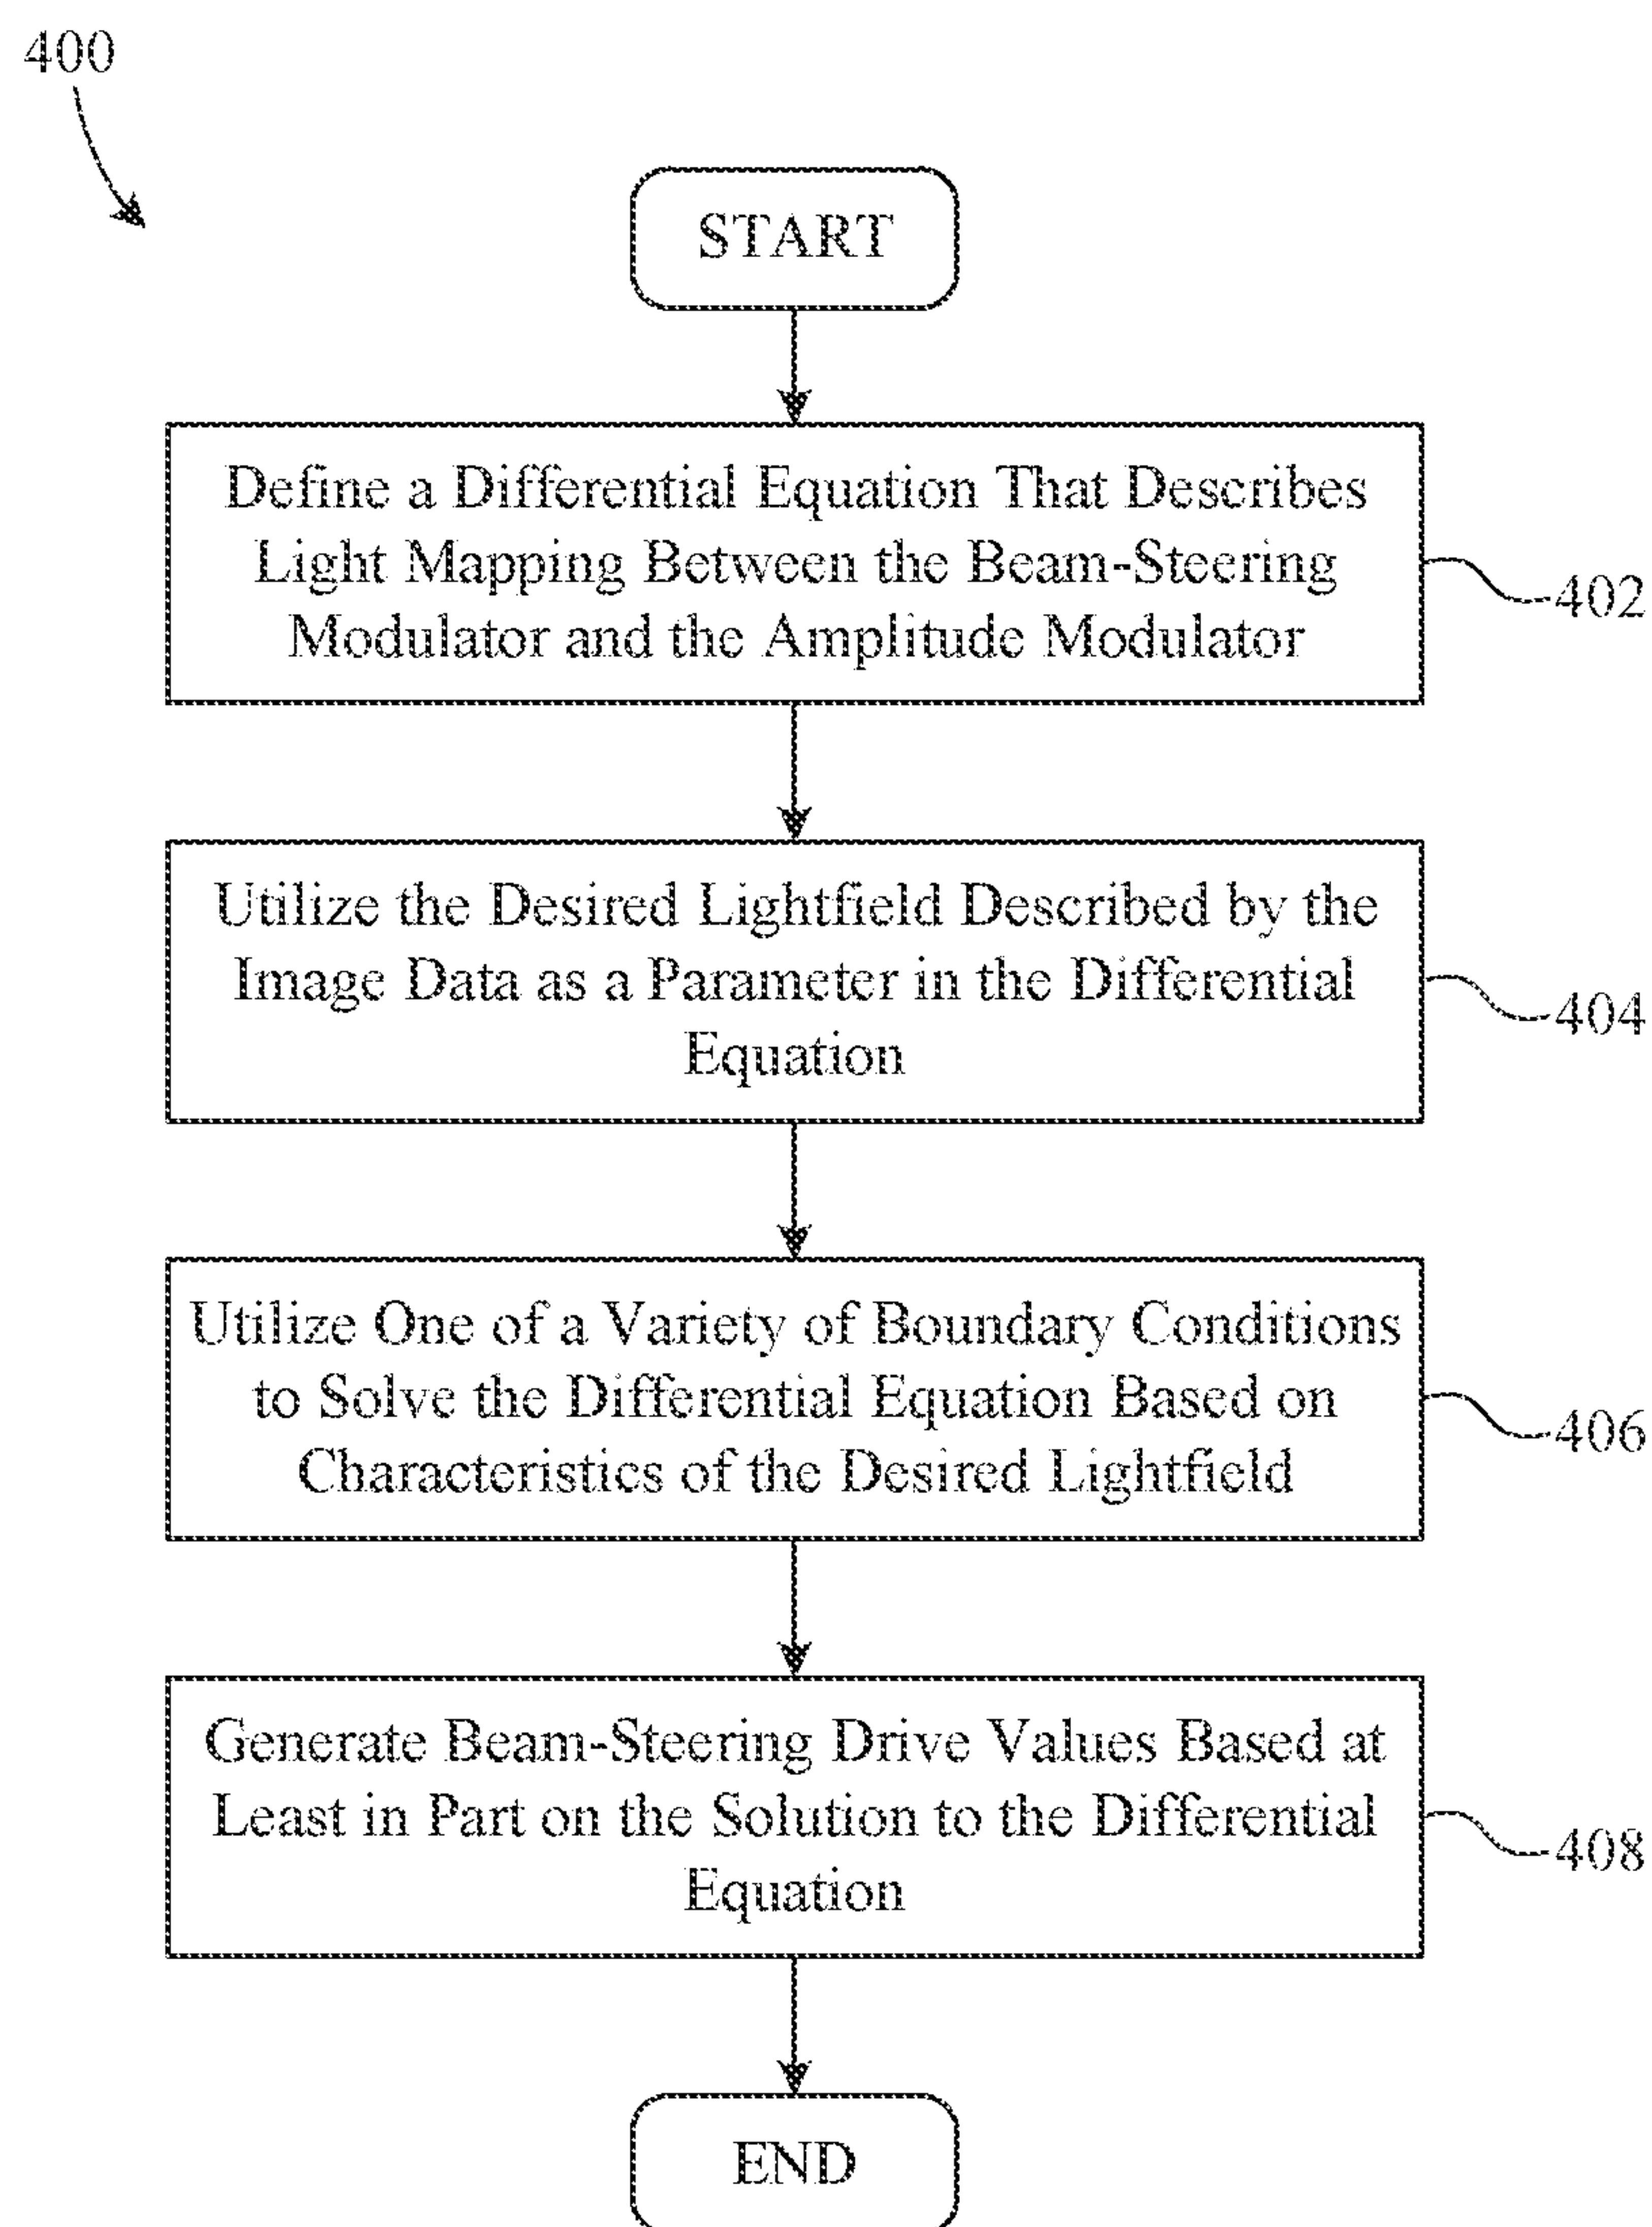 400
START
Define a Differential Equation That Describes
Light Mapping Between the Beam-Steering
Modulator and the Amplitude Modulator
402
Utilize the Desired Lightfield Described by the
Image Data as a Parameter in the Differential
Equation
404
Utilize One of a Variety of Boundary Conditions
to Solve the Differential Equation Based on
Characteristics of the Desired Lightfield
406
Generate Beam-Steering Drive Values Based at
Least in Part on the Solution to the Differential
Equation
408
END